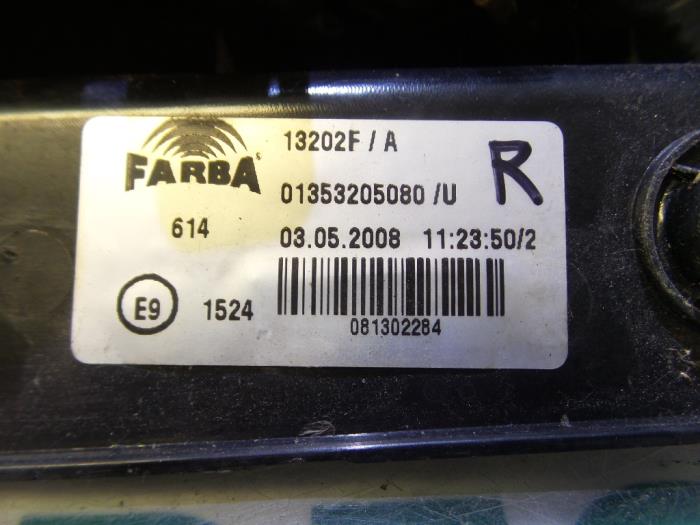 FARBA
13202F / A
01353205080 /U
R
614
03.05.2008 11:23:50/2
E9
1524
081302284